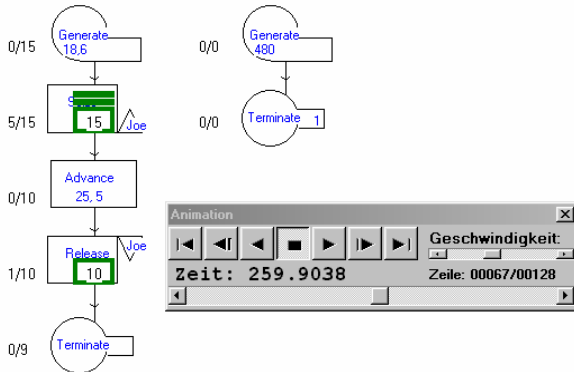 0/15
Generate
18,6
0/0
Generate
480
5/15
15
Joe
0/0
Terminate
1
0/10
Advance
25, 5
1/10
Release
10
Joe
0/9
Terminate
Animation
Geschwindigkeit:
Zeit: 259.9038
Zeile: 00067/00128